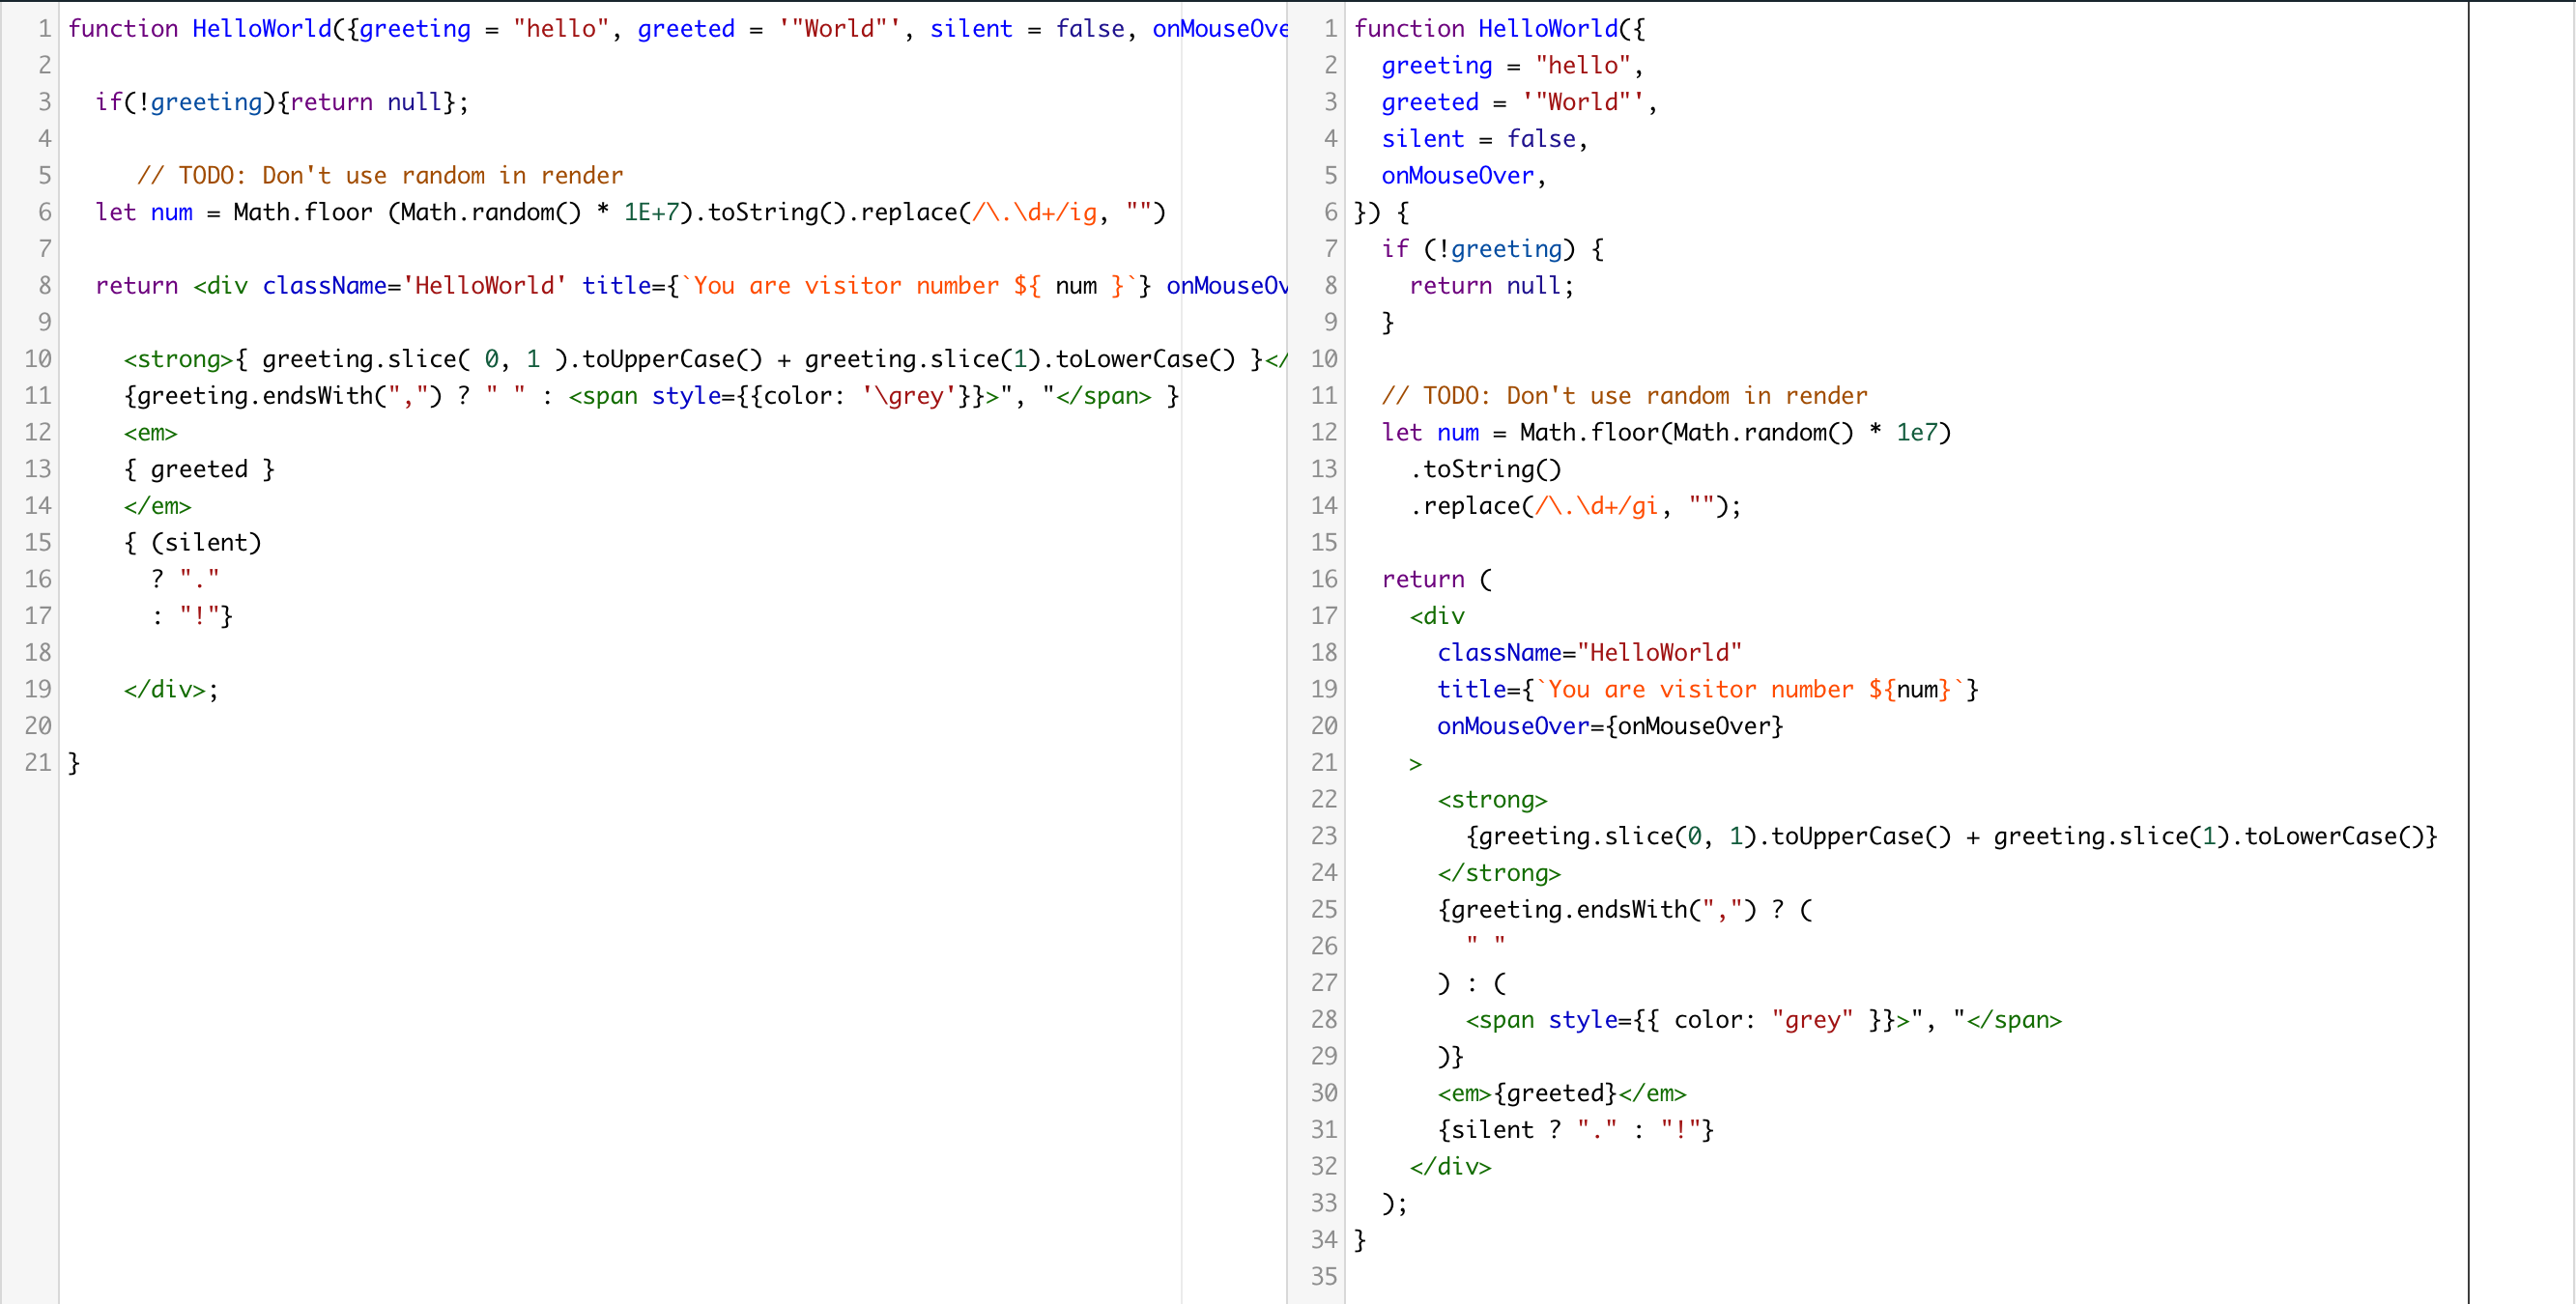 1 function HelloWorld({greeting = "hello", greeted = '"World"', silent = false, onMouseOve
2
3   if(!greeting){return null};
4
5      // TODO: Don't use random in render
6   let num = Math.floor (Math.random() * 1E+7).toString().replace(/\.\d+/ig, "")
7
8   return <div className='HelloWorld' title={`You are visitor number ${ num }`} onMouseOv
9
10     <strong>{ greeting.slice( 0, 1 ).toUpperCase() + greeting.slice(1).toLowerCase() }</
11     {greeting.endsWith(",") ? " " : <span style={{color: '\grey'}}>", "</span> }
12     <em>
13     { greeted }
14     </em>
15     { (silent)
16       ? "."
17       : "!"}
18
19     </div>;
20
21 }
1 function HelloWorld({
2   greeting = "hello",
3   greeted = '"World"',
4   silent = false,
5   onMouseOver,
6 }) {
7   if (!greeting) {
8     return null;
9   }
10
11   // TODO: Don't use random in render
12   let num = Math.floor(Math.random() * 1e7)
13     .toString()
14     .replace(/\.\d+/gi, "");
15
16   return (
17     <div
18       className="HelloWorld"
19       title={`You are visitor number ${num}`}
20       onMouseOver={onMouseOver}
21     >
22       <strong>
23         {greeting.slice(0, 1).toUpperCase() + greeting.slice(1).toLowerCase()}
24       </strong>
25       {greeting.endsWith(",") ? (
26         " "
27       ) : (
28         <span style={{ color: "grey" }}>", "</span>
29       )}
30       <em>{greeted}</em>
31       {silent ? "." : "!"}
32     </div>
33   );
34 }
35